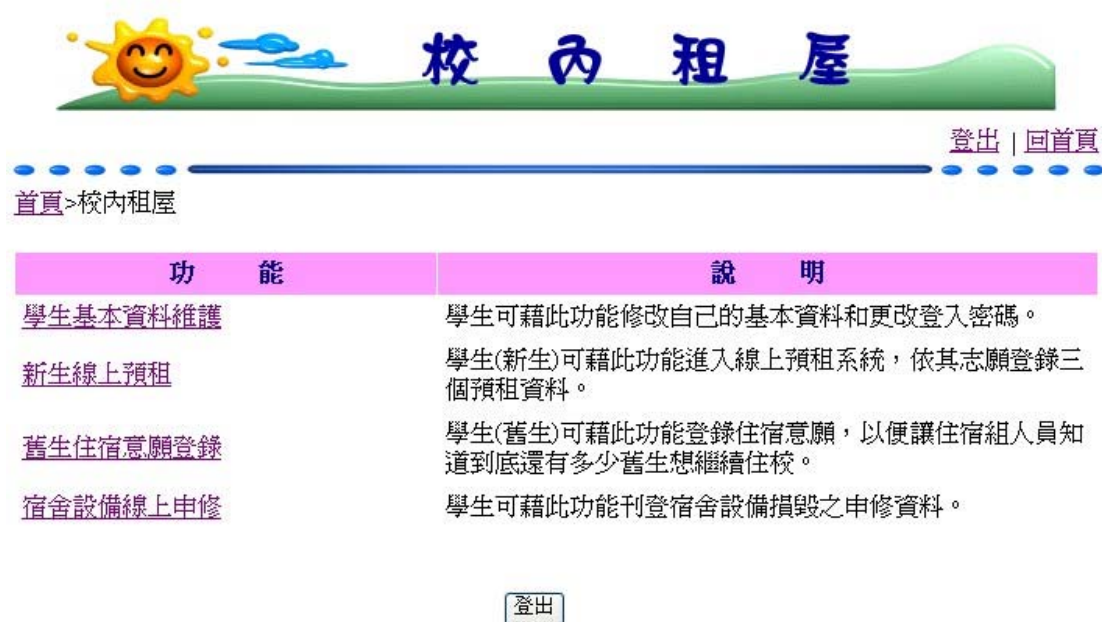 校 內 租 屋
登出 | 回首頁
首頁>校內租屋
功 能 說 明
學生基本資料維護 學生可藉此功能修改自己的基本資料和更改登入密碼。
新生線上預租 學生(新生)可藉此功能進入線上預租系統，依其志願登錄三
個預租資料。
舊生住宿意願登錄 學生(舊生)可藉此功能登錄住宿意願，以便讓住宿組人員知
道到底還有多少舊生想繼續住校。
宿舍設備線上申修 學生可藉此功能刊登宿舍設備損毀之申修資料。
登出